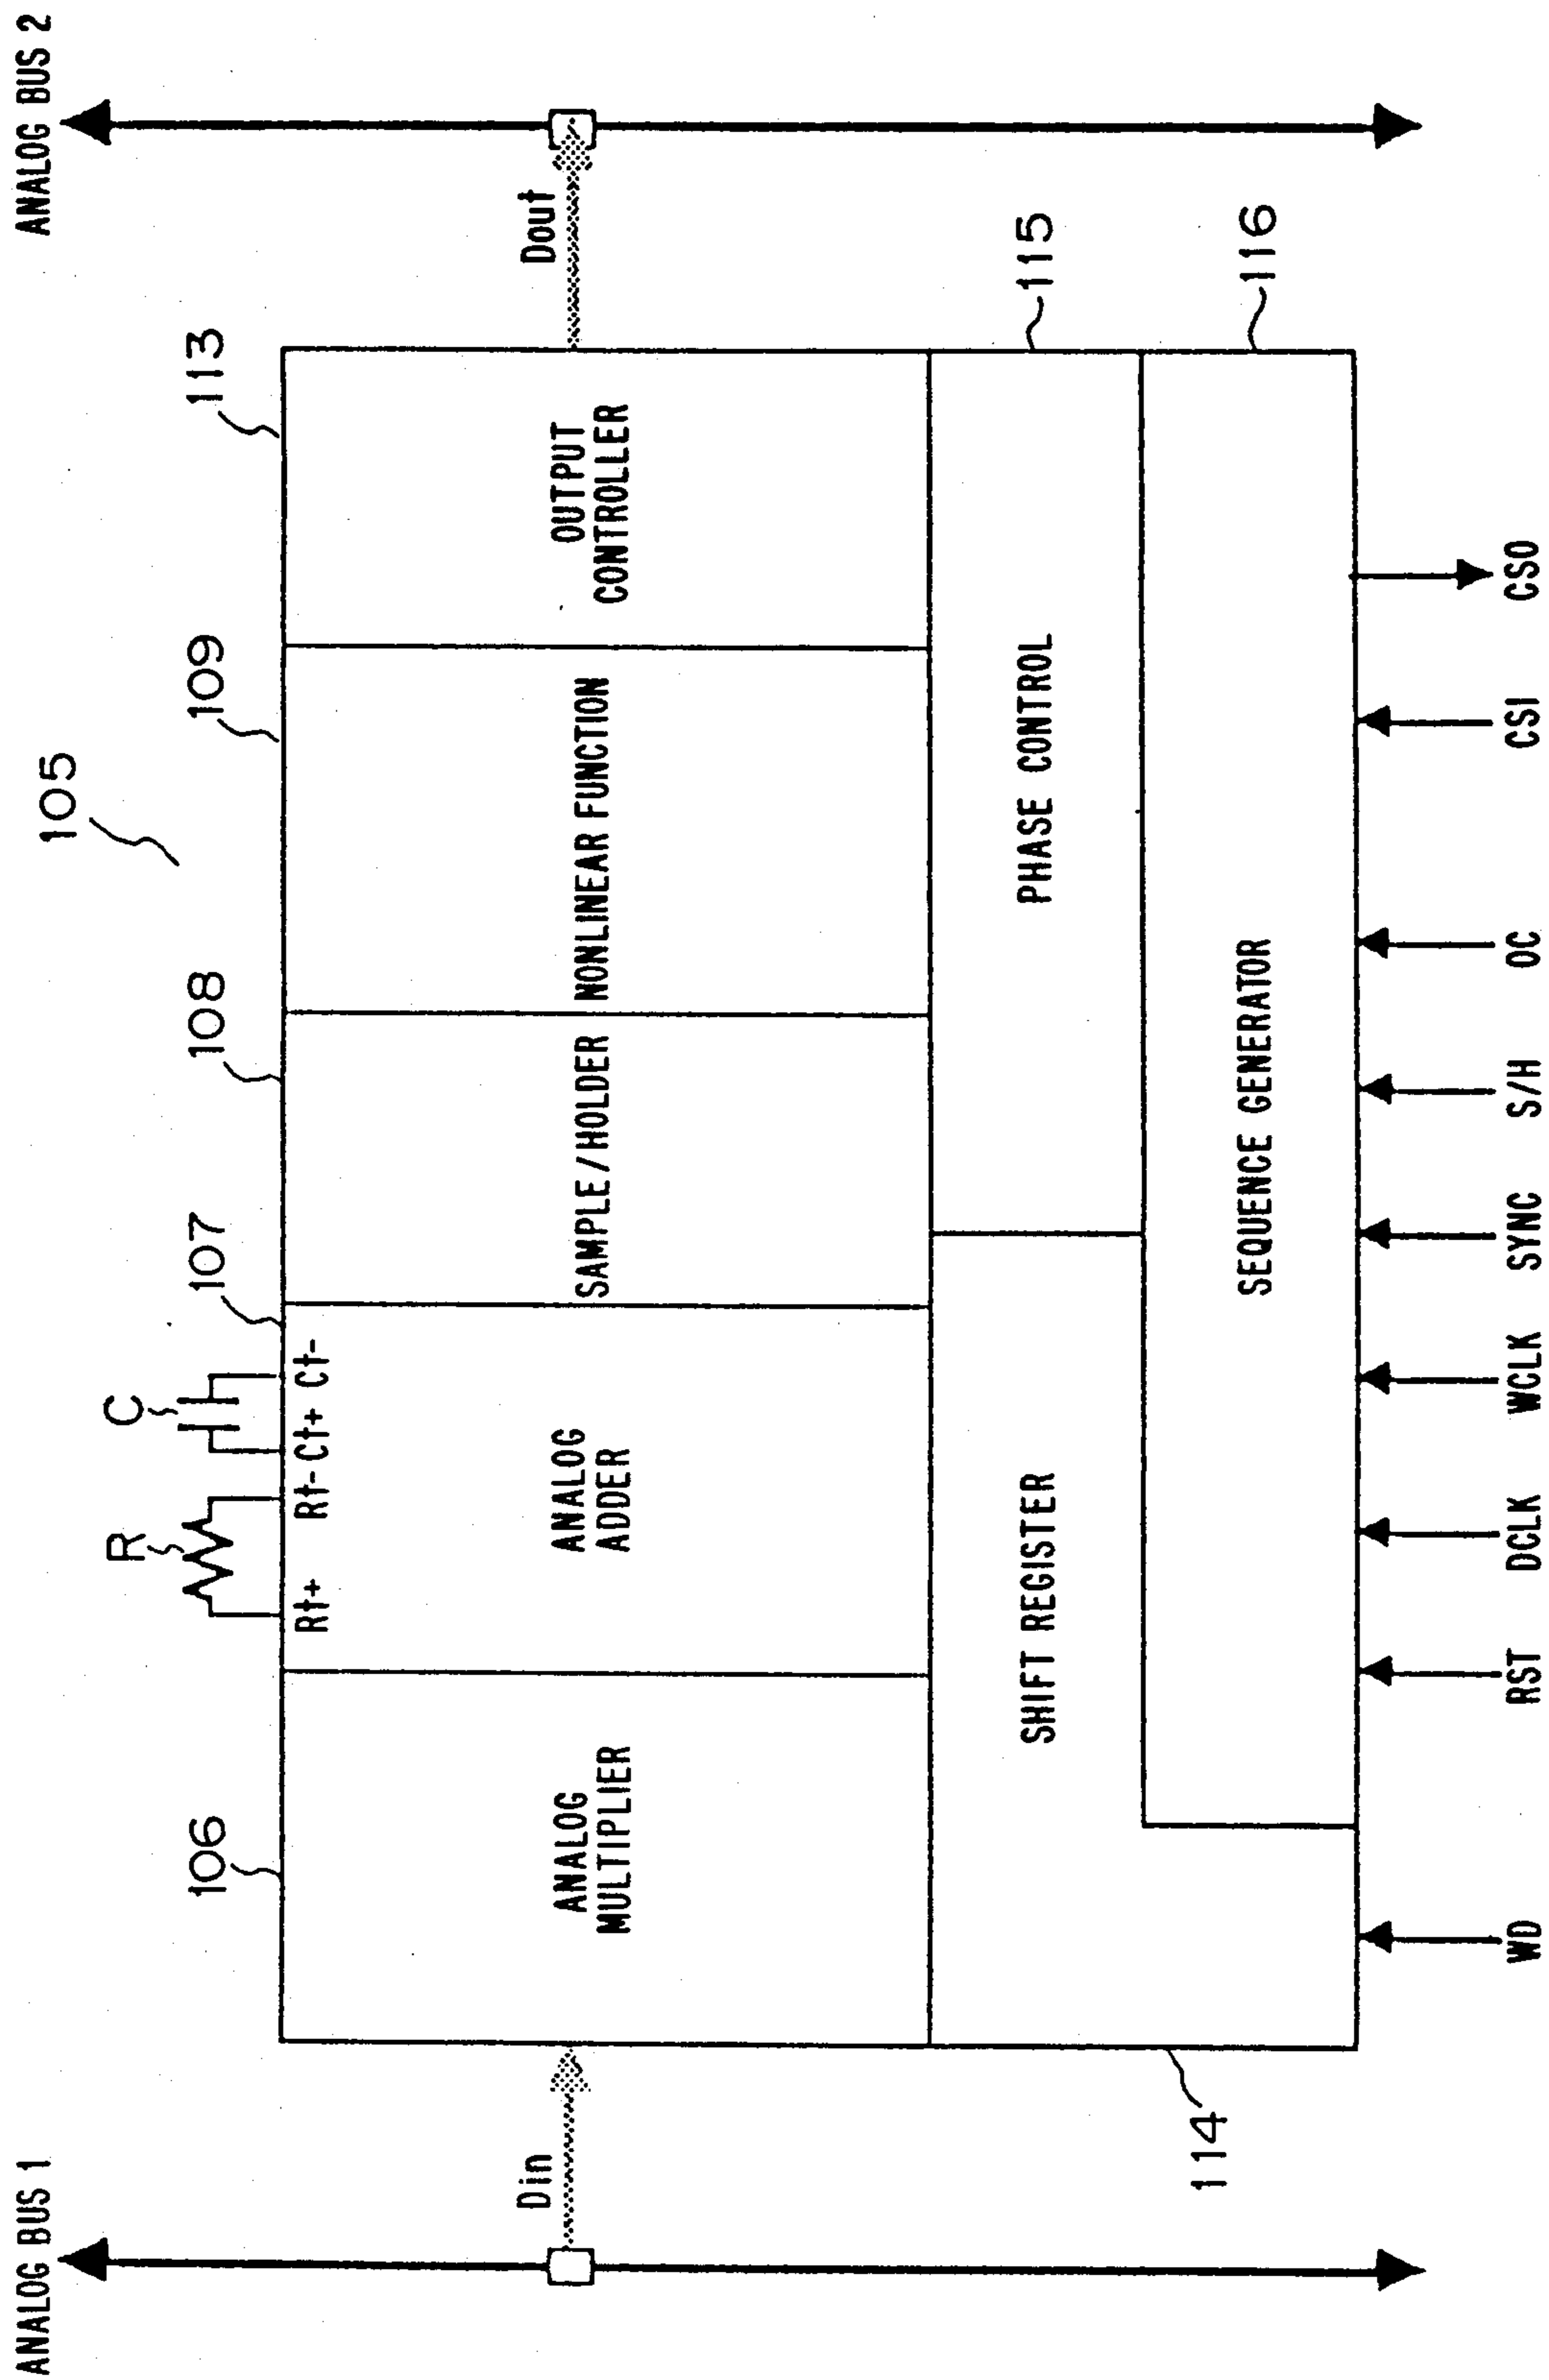 ANALOG BUS 1
ANALOG BUS 2
105
106
107
108
109
113
R
C
Rt+
Rt-
Ct+
Ct-
Din
Dout
ANALOG
MULTIPLIER
ANALOG
ADDER
SAMPLE/HOLDER
NONLINEAR FUNCTION
OUTPUT
CONTROLLER
SHIFT REGISTER
PHASE CONTROL
115
SEQUENCE GENERATOR
116
114
WD
RST
DCLK
WCLK
SYNC
S/H
OC
CSI
CSO